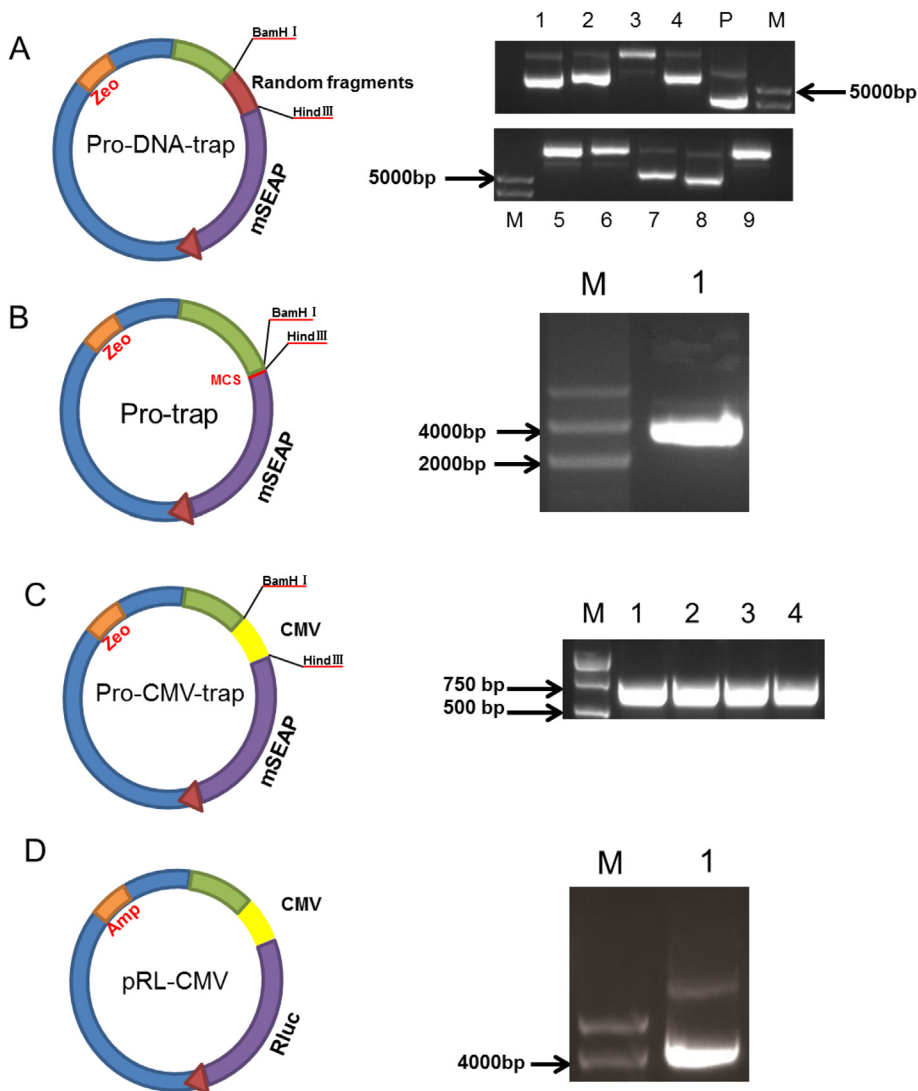 A
BamH Ⅰ
Random fragments
Hind Ⅲ
Zeo
Pro-DNA-trap
mSEAP
1 2 3 4 P M
5000bp
5000bp
M 5 6 7 8 9
B
BamH Ⅰ
Hind Ⅲ
Zeo
MCS
Pro-trap
mSEAP
M 1
4000bp
2000bp
C
BamH Ⅰ
CMV
Hind Ⅲ
Zeo
Pro-CMV-trap
mSEAP
M 1 2 3 4
750 bp
500 bp
D
CMV
Amp
pRL-CMV
Rluc
M 1
4000bp